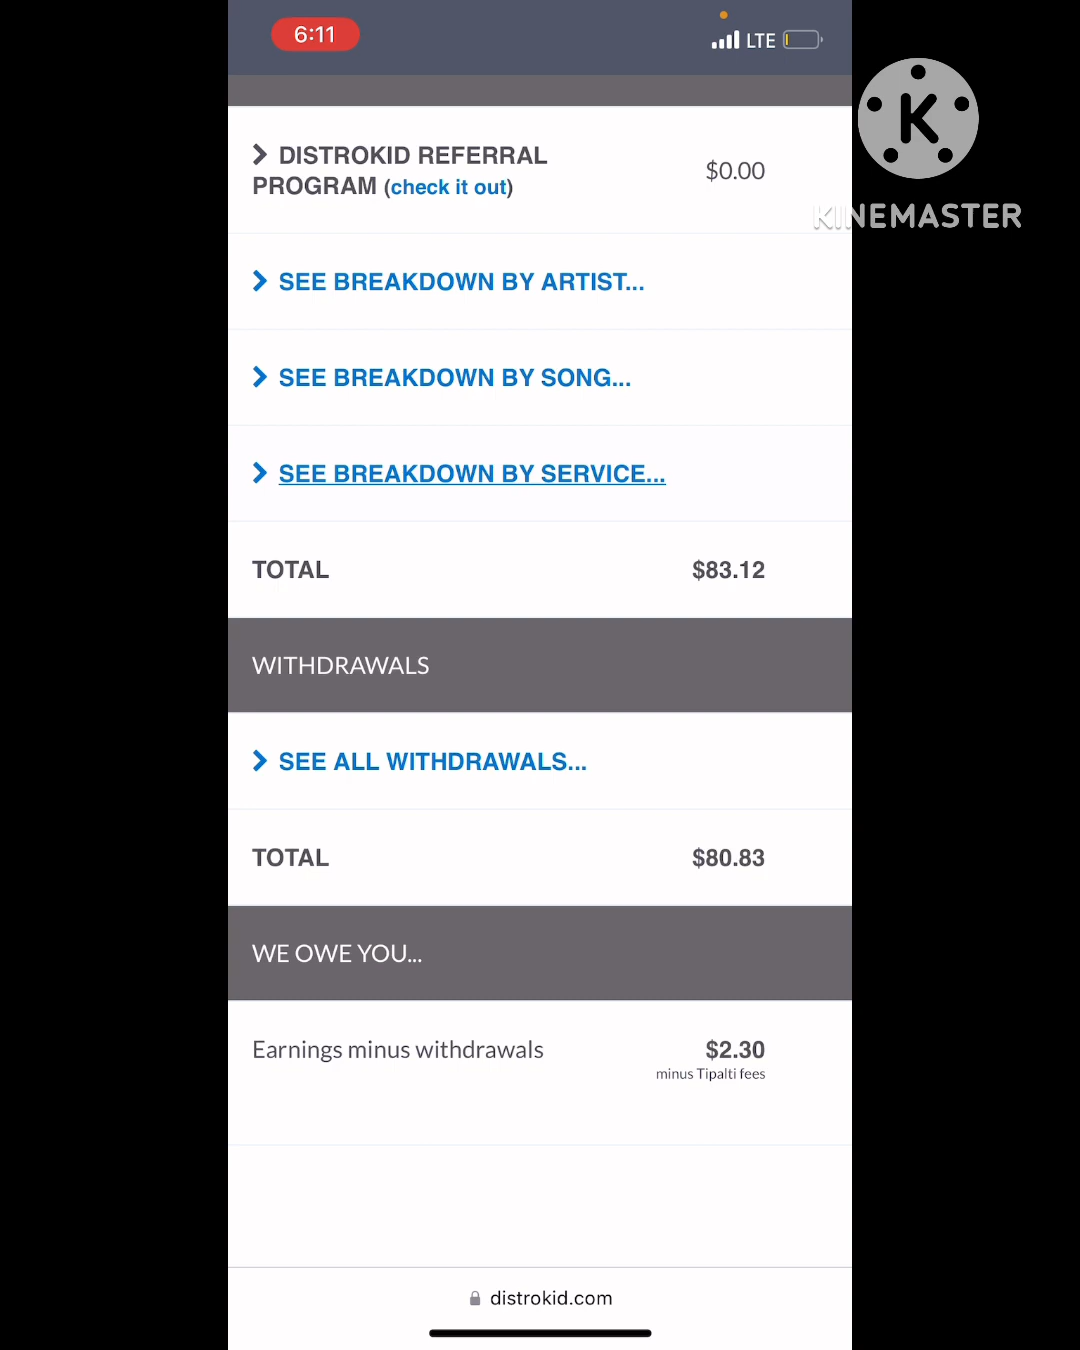 6:11
LTE
K
KINEMASTER
DISTROKID REFERRAL
PROGRAM (check it out)
$0.00
SEE BREAKDOWN BY ARTIST...
SEE BREAKDOWN BY SONG...
SEE BREAKDOWN BY SERVICE...
TOTAL $83.12
WITHDRAWALS
SEE ALL WITHDRAWALS...
TOTAL $80.83
WE OWE YOU...
Earnings minus withdrawals $2.30
minus Tipalti fees
distrokid.com